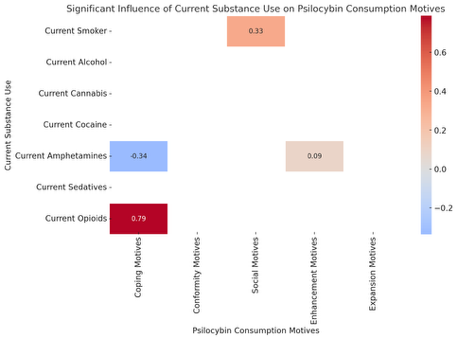 Significant Influence of Current Substance Use on Psilocybin Consumption Motives
Current Smoker
Current Alcohol
Current Cannabis
Current Cocaine
Current Amphetamines
Current Sedatives
Current Opioids
Current Substance Use
0.33
-0.34
0.09
0.79
0.6
0.4
0.2
0.0
−0.2
Coping Motives
Conformity Motives
Social Motives
Enhancement Motives
Expansion Motives
Psilocybin Consumption Motives